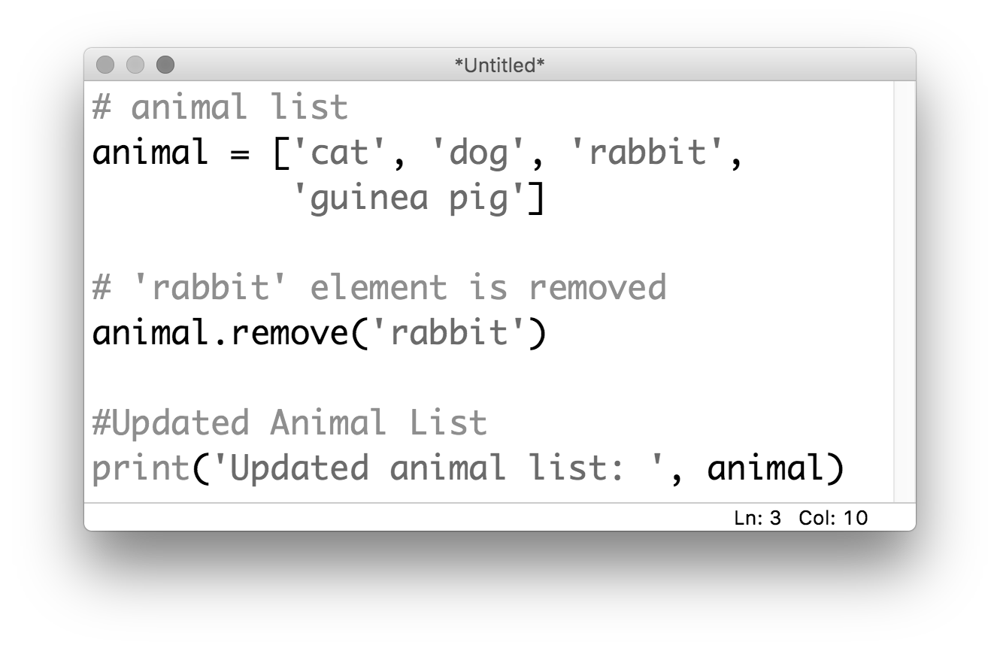 *Untitled*
# animal list
animal = ['cat', 'dog', 'rabbit',
          'guinea pig']
# 'rabbit' element is removed
animal.remove('rabbit')
#Updated Animal List
print('Updated animal list: ', animal)
Ln: 3 Col: 10